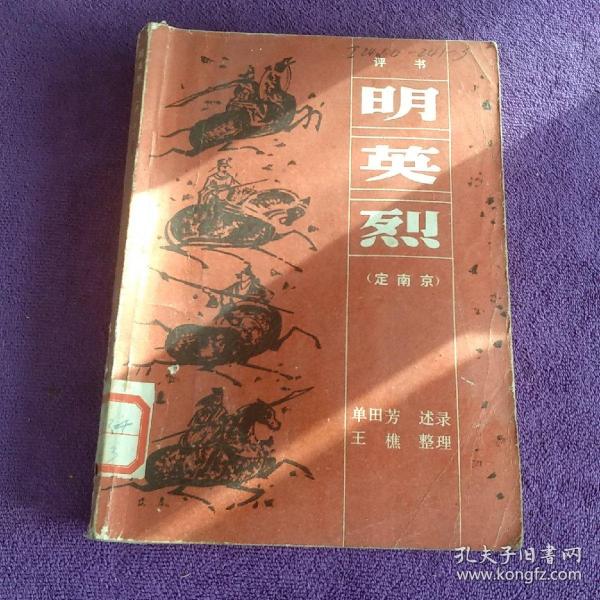 评书
明
英
烈
（定南京）
单田芳 述录
王樵 整理
孔夫子旧书网
www.kongfz.com